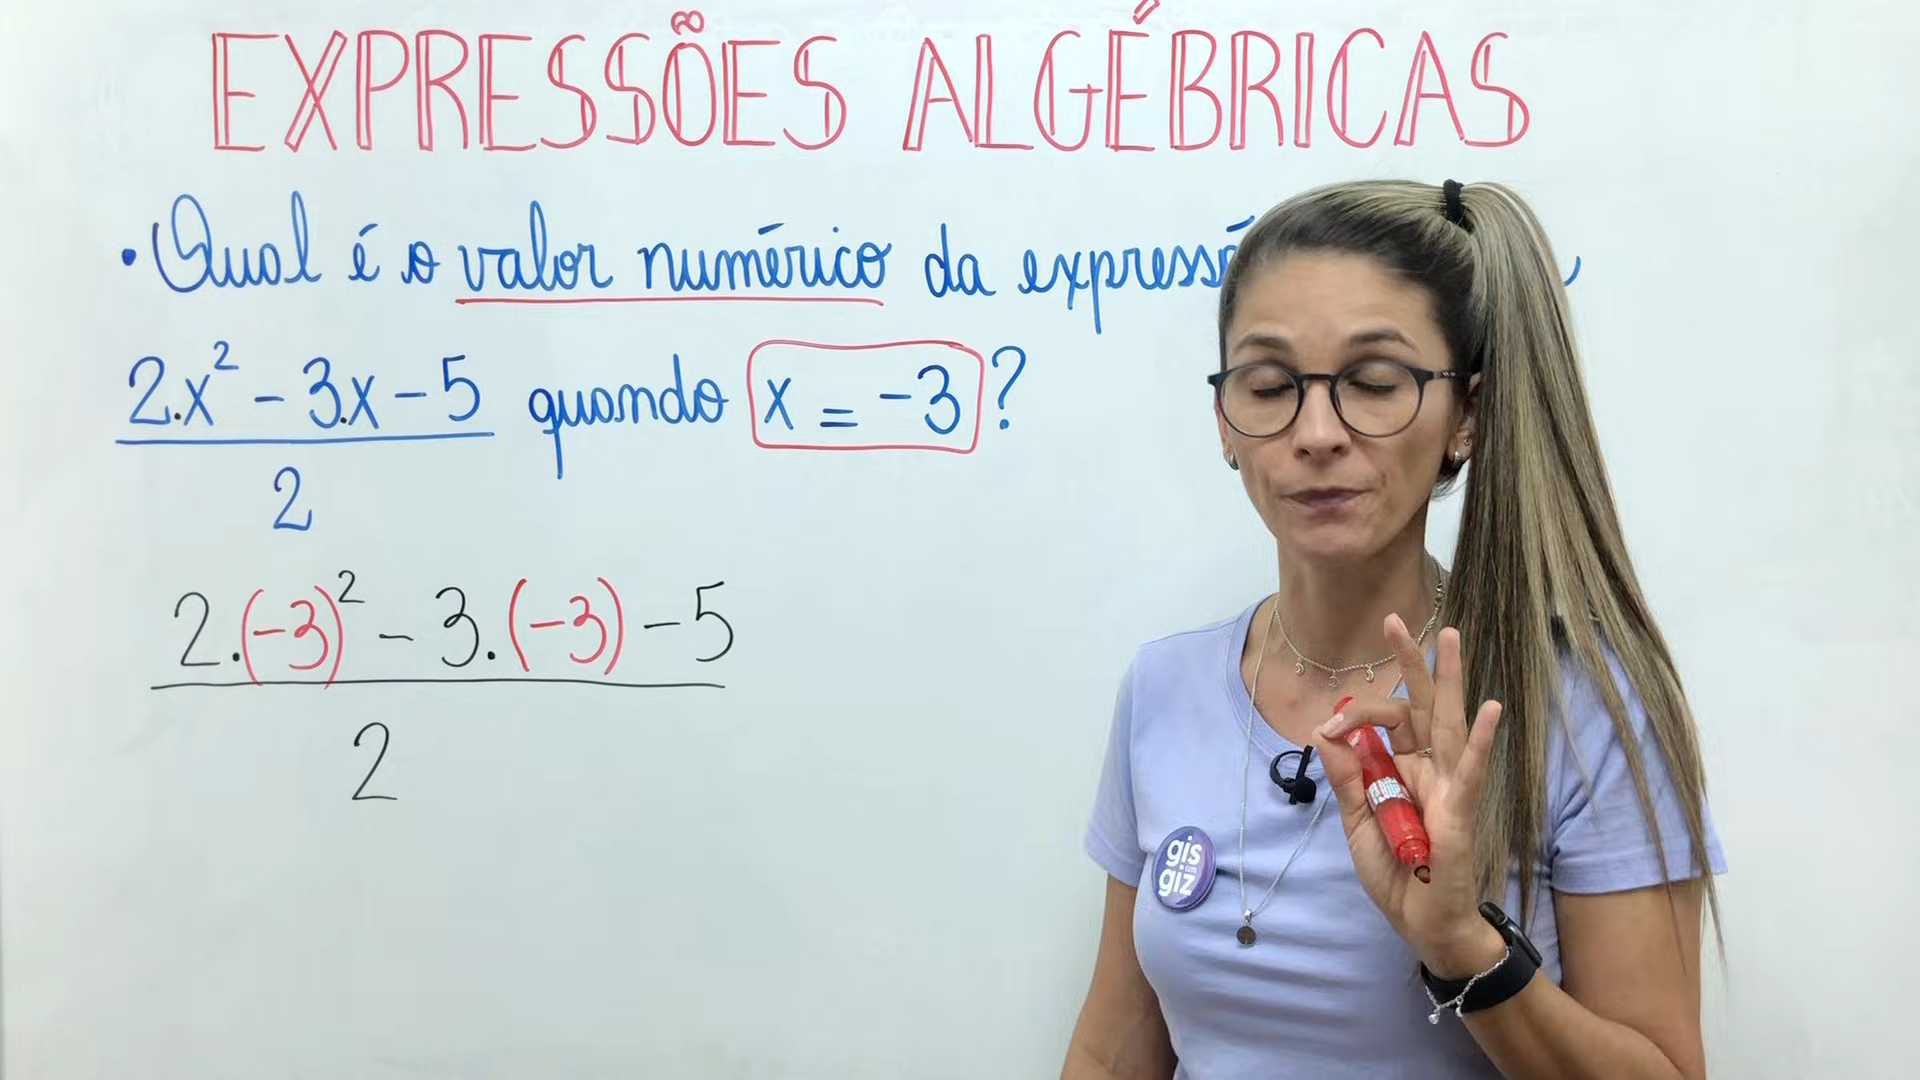 EXPRESSÕES ALGÉBRICAS
• Qual é o valor numérico da express
2.x² - 3.x - 5 quando x = -3 ?
2
2.(-3)² - 3.(-3) - 5
2
gis
giz